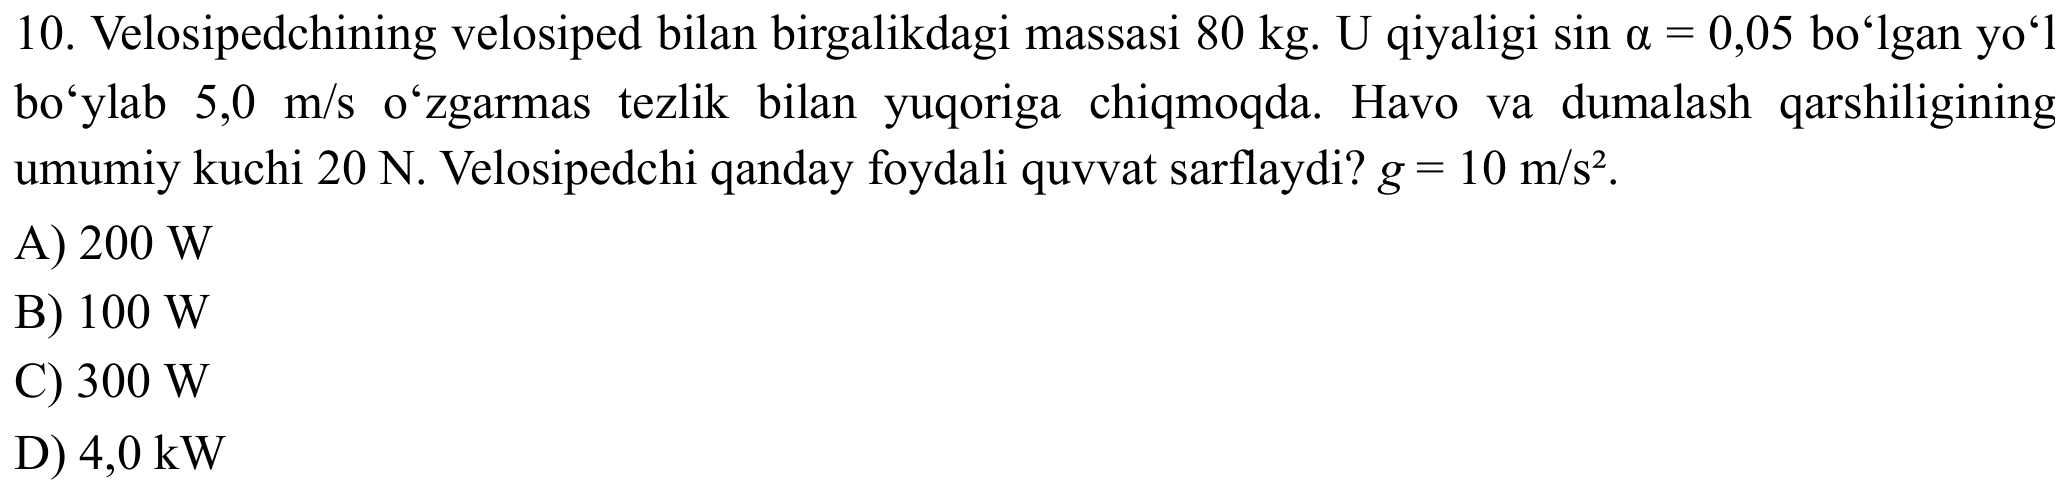 10. Velosipedchining velosiped bilan birgalikdagi massasi 80 kg. U qiyaligi sin α = 0,05 bo‘lgan yo‘l
bo‘ylab 5,0 m/s o‘zgarmas tezlik bilan yuqoriga chiqmoqda. Havo va dumalash qarshiligining
umumiy kuchi 20 N. Velosipedchi qanday foydali quvvat sarflaydi? g = 10 m/s².
A) 200 W
B) 100 W
C) 300 W
D) 4,0 kW